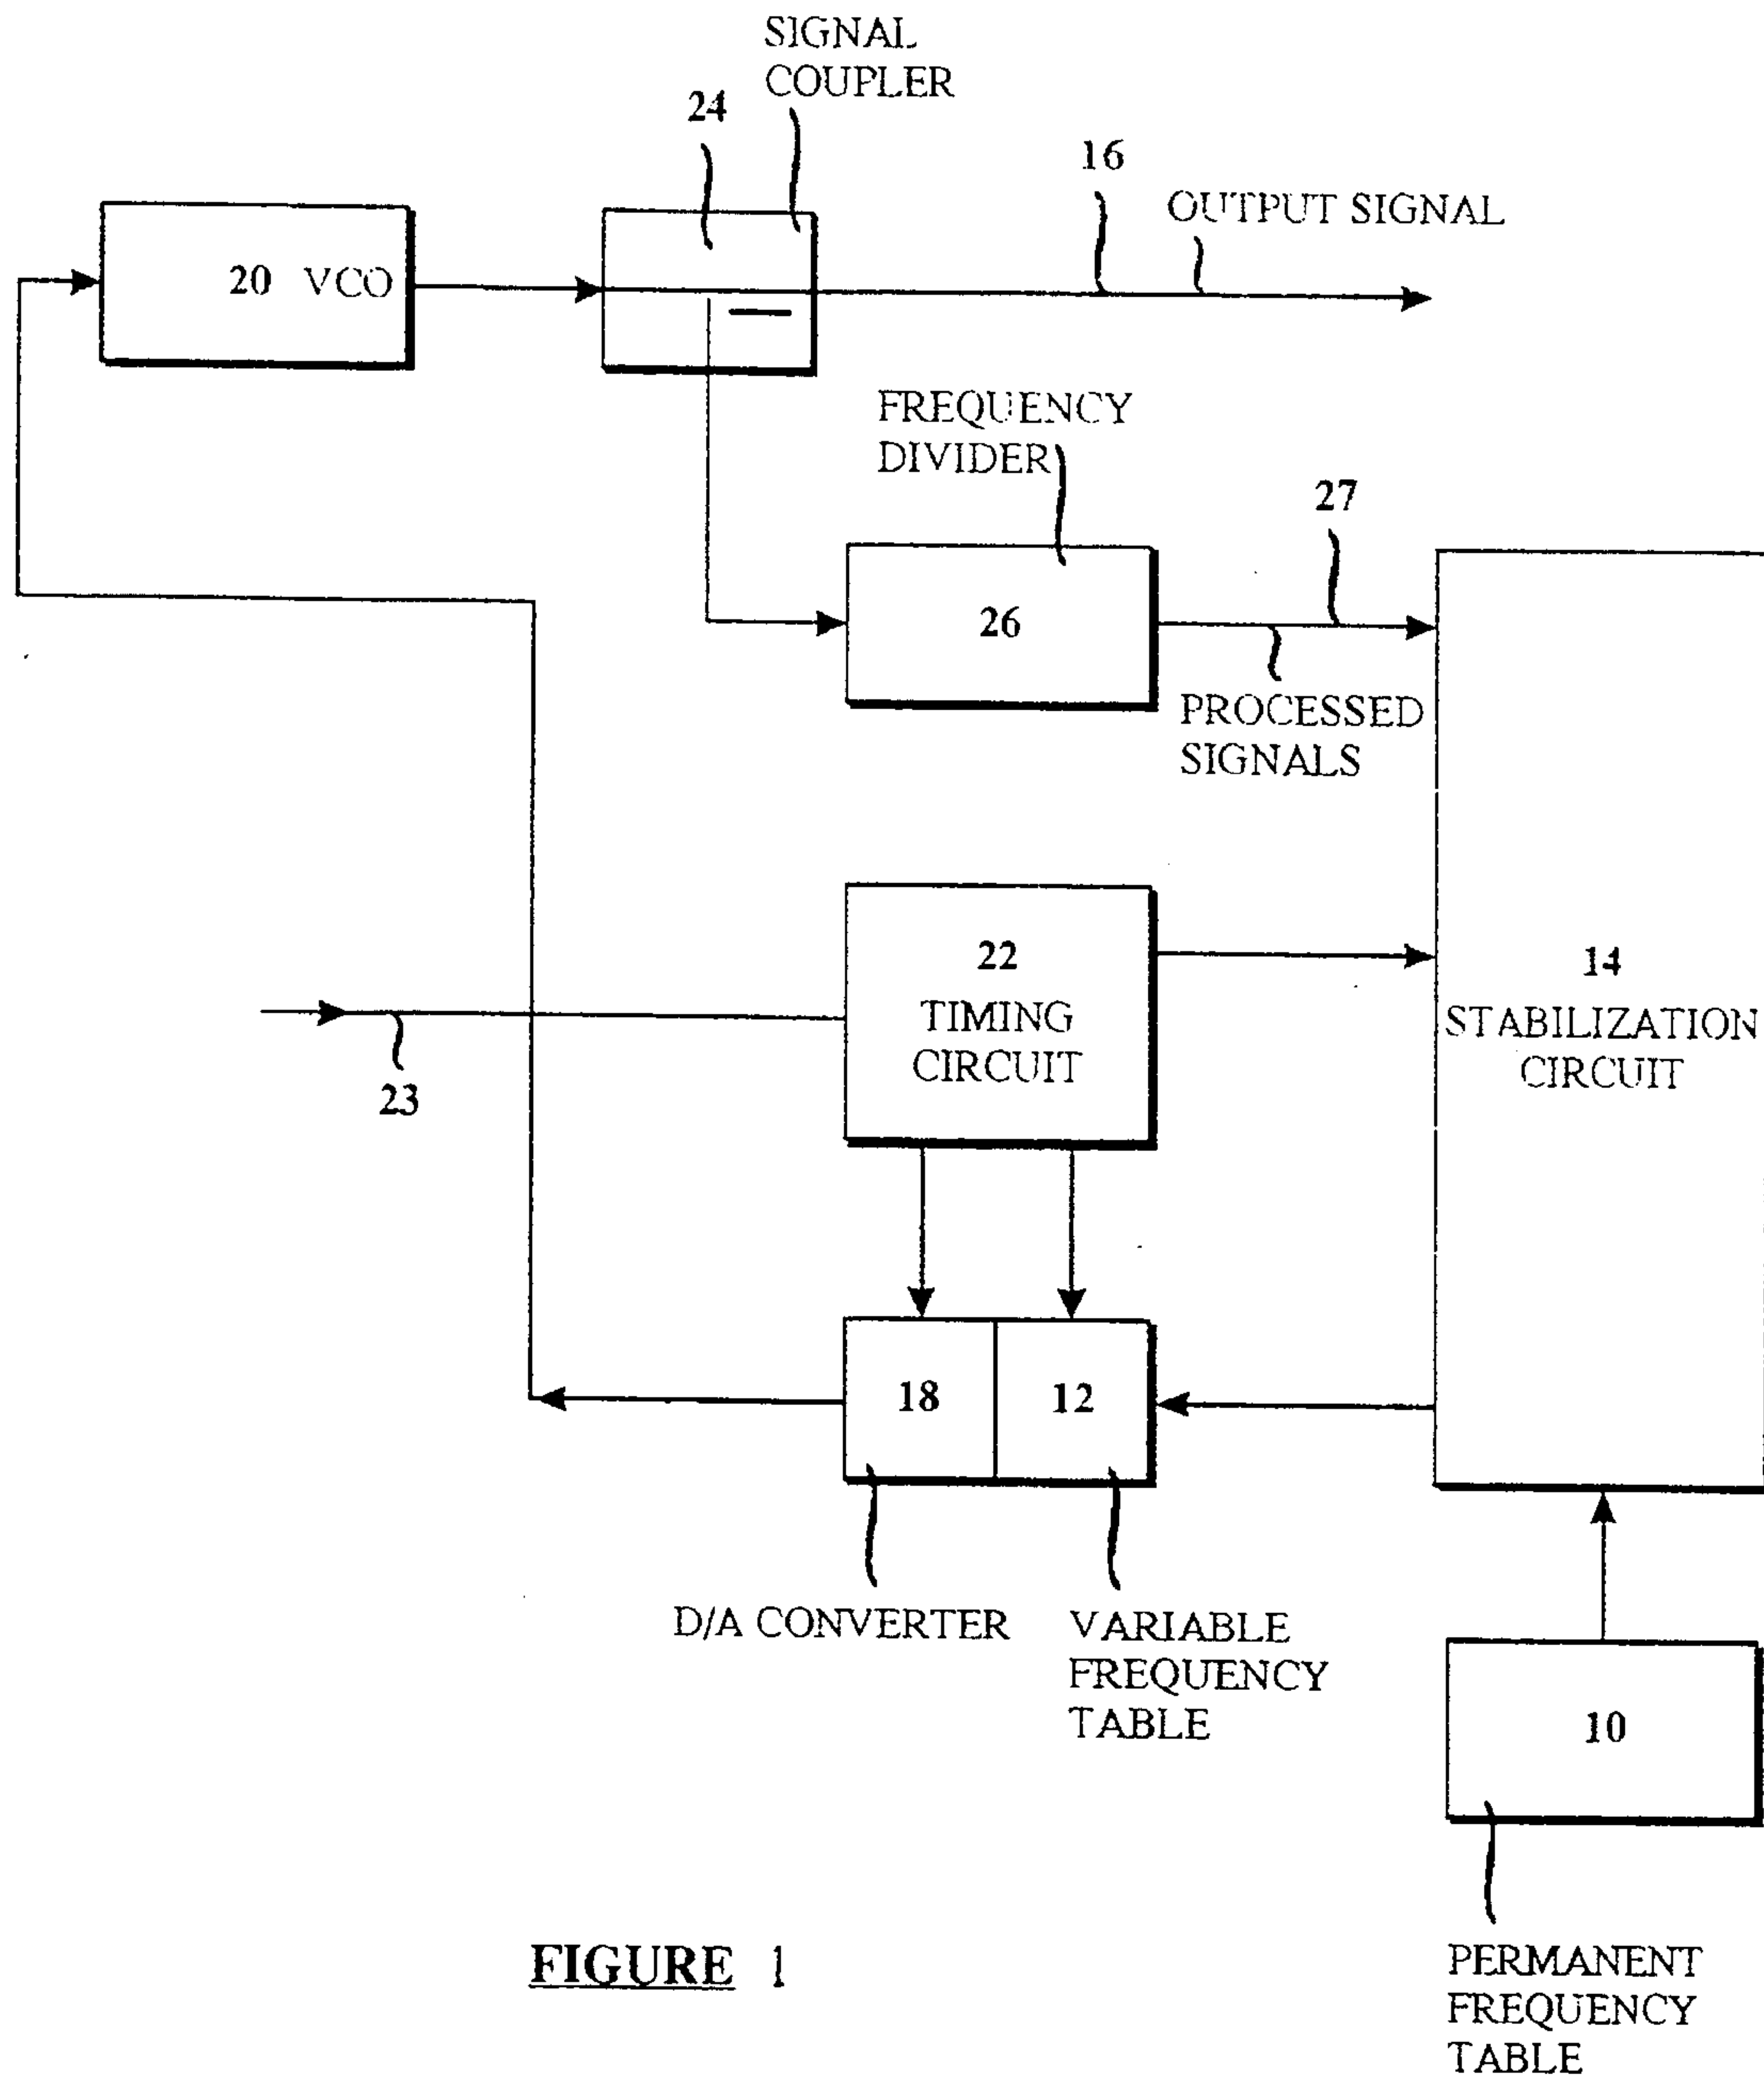 SIGNAL
COUPLER
24
16
OUTPUT SIGNAL
20 VCO
FREQUENCY
DIVIDER
27
26
PROCESSED
SIGNALS
22
TIMING
CIRCUIT
14
STABILIZATION
CIRCUIT
23
18
12
D/A CONVERTER
VARIABLE
FREQUENCY
TABLE
10
FIGURE 1
PERMANENT
FREQUENCY
TABLE